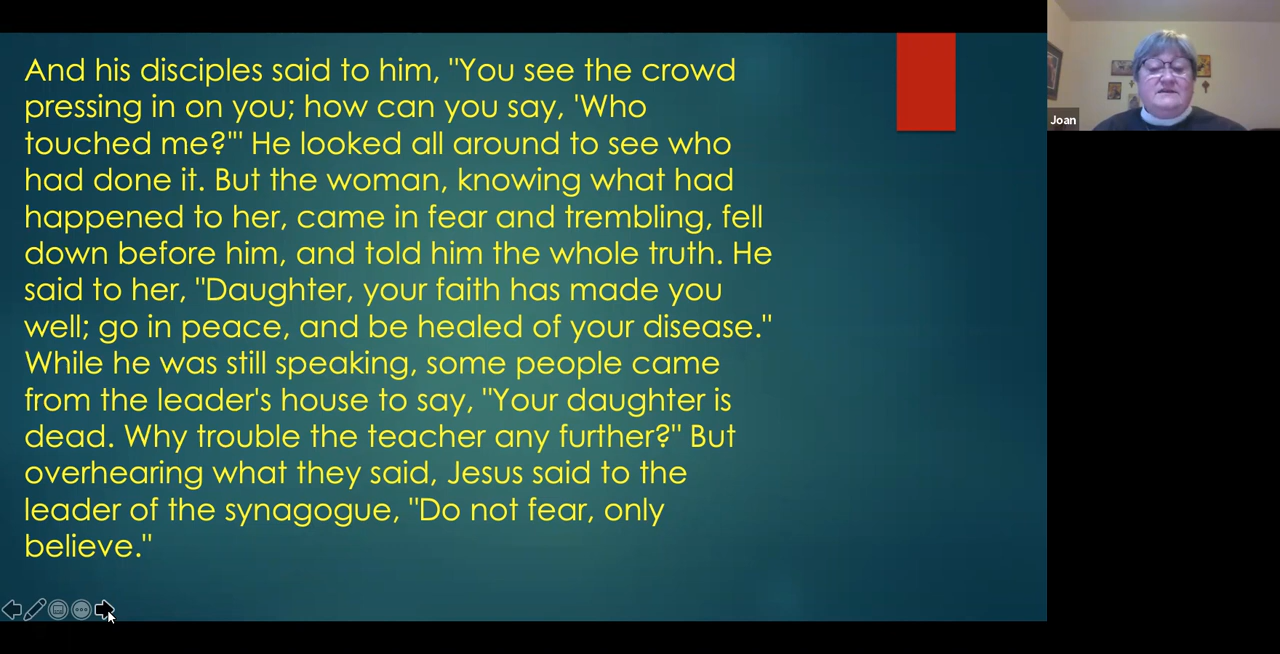 And his disciples said to him, "You see the crowd
pressing in on you; how can you say, 'Who
touched me?'" He looked all around to see who
had done it. But the woman, knowing what had
happened to her, came in fear and trembling, fell
down before him, and told him the whole truth. He
said to her, "Daughter, your faith has made you
well; go in peace, and be healed of your disease."
While he was still speaking, some people came
from the leader's house to say, "Your daughter is
dead. Why trouble the teacher any further?" But
overhearing what they said, Jesus said to the
leader of the synagogue, "Do not fear, only
believe."
Joan